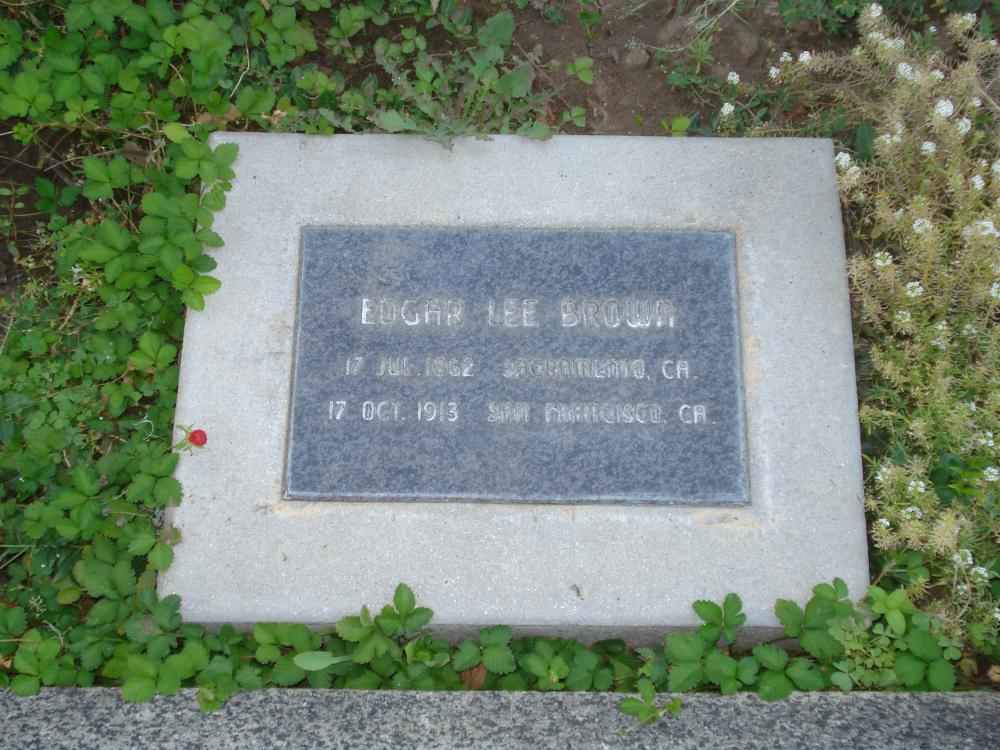 EDGAR LEE BROWN
17 JUL. 1862 SACRAMENTO, CA.
17 OCT. 1913 SAN FRANCISCO, CA.